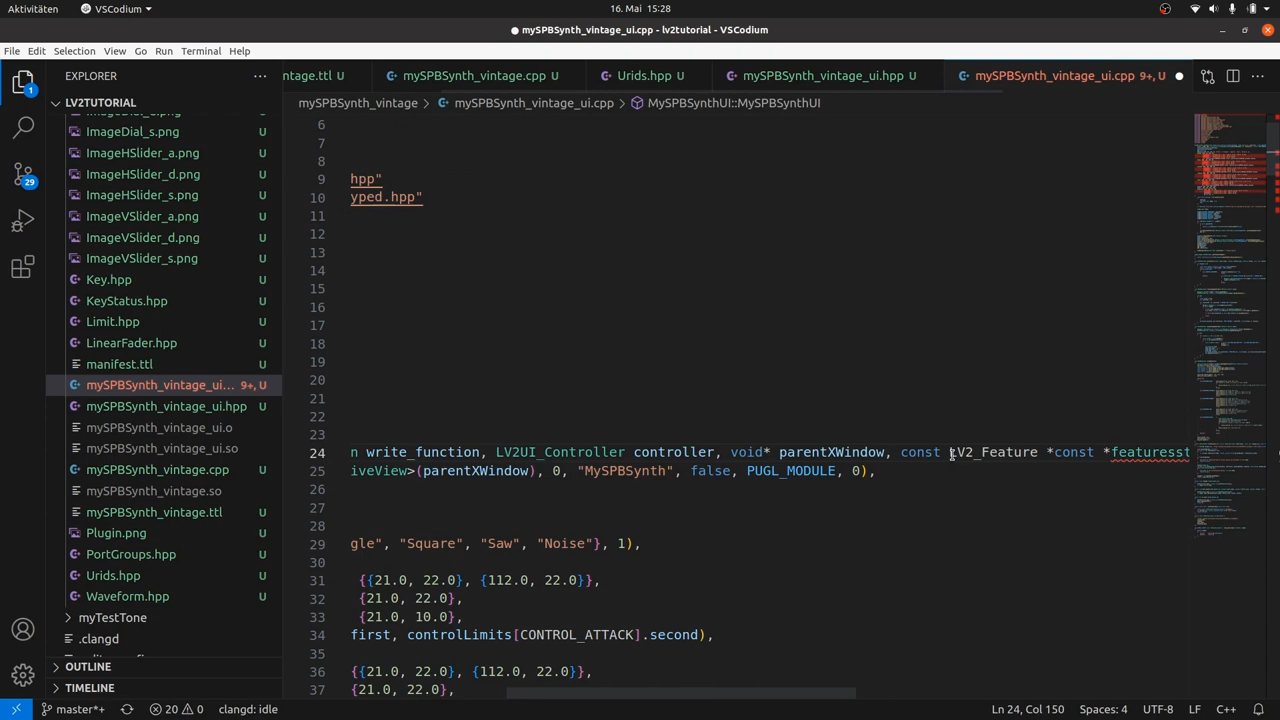 Aktivitäten VSCodium 16. Mai 15:28
mySPBSynth_vintage_ui.cpp - lv2tutorial - VSCodium
File Edit Selection View Go Run Terminal Help
EXPLORER ntage.ttl U mySPBSynth_vintage.cpp U Urids.hpp U mySPBSynth_vintage_ui.hpp U mySPBSynth_vintage_ui.cpp 9+, U
LV2TUTORIAL mySPBSynth_vintage > mySPBSynth_vintage_ui.cpp > MySPBSynthUI::MySPBSynthUI
ImageDial_s.png U
ImageHSlider_a.png U
ImageHSlider_d.png U
ImageHSlider_s.png U
ImageVSlider_a.png U
ImageVSlider_d.png U
ImageVSlider_s.png U
Key.hpp U
KeyStatus.hpp U
Limit.hpp U
LinearFader.hpp U
manifest.ttl U
mySPBSynth_vintage_ui... 9+, U
mySPBSynth_vintage_ui.hpp U
mySPBSynth_vintage_ui.o
mySPBSynth_vintage_ui.so
mySPBSynth_vintage.cpp U
mySPBSynth_vintage.so
mySPBSynth_vintage.ttl U
Plugin.png U
PortGroups.hpp U
Urids.hpp U
Waveform.hpp U
myTestTone
.clangd
OUTLINE
TIMELINE
6
7
8
9 hpp"
10 yped.hpp"
11
12
13
14
15
16
17
18
19
20
21
22
23
24 n write_function, controller, void* parentXWindow, const LV2_Feature *const *featuresst
25 iveView>(parentXWindow), 0, "MySPBSynth", false, PUGL_MODULE, 0),
26
27
28
29 gle", "Square", "Saw", "Noise"}, 1),
30
31 {{21.0, 22.0}, {112.0, 22.0}},
32 {21.0, 22.0},
33 {21.0, 10.0},
34 first, controlLimits[CONTROL_ATTACK].second),
35
36 {{21.0, 22.0}, {112.0, 22.0}},
37 {21.0, 22.0},
1
29
master*+ 20 0 clangd: idle Ln 24, Col 150 Spaces: 4 UTF-8 LF C++